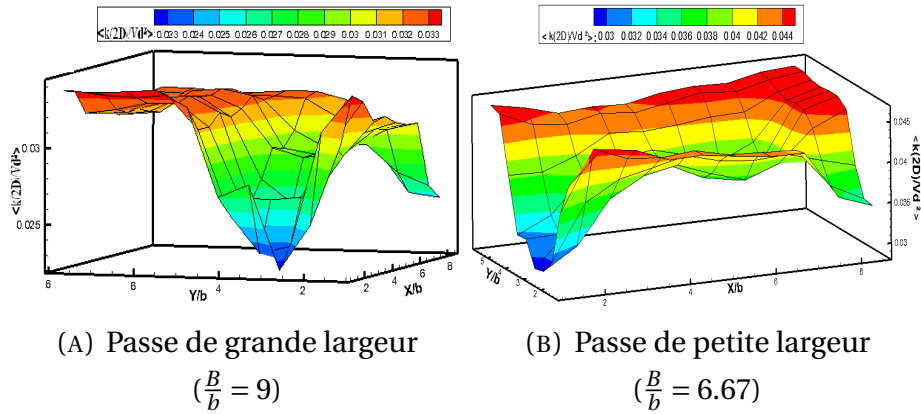 <k(2D)/Vd²>: 0.023 0.024 0.025 0.026 0.027 0.028 0.029 0.03 0.031 0.032 0.033
<k(2D)/Vd²>: 0.03 0.032 0.034 0.036 0.038 0.04 0.042 0.044
<k(2D)/Vd²>
0.03
0.025
8 6 4 2
Y/b
2 4 6 8
X/b
0.045
0.04
0.035
0.03
<k(2D)/Vd²>
5 4 3 2
Y/b
2 4 6 8
X/b
(A) Passe de grande largeur
(B/b = 9)
(B) Passe de petite largeur
(B/b = 6.67)